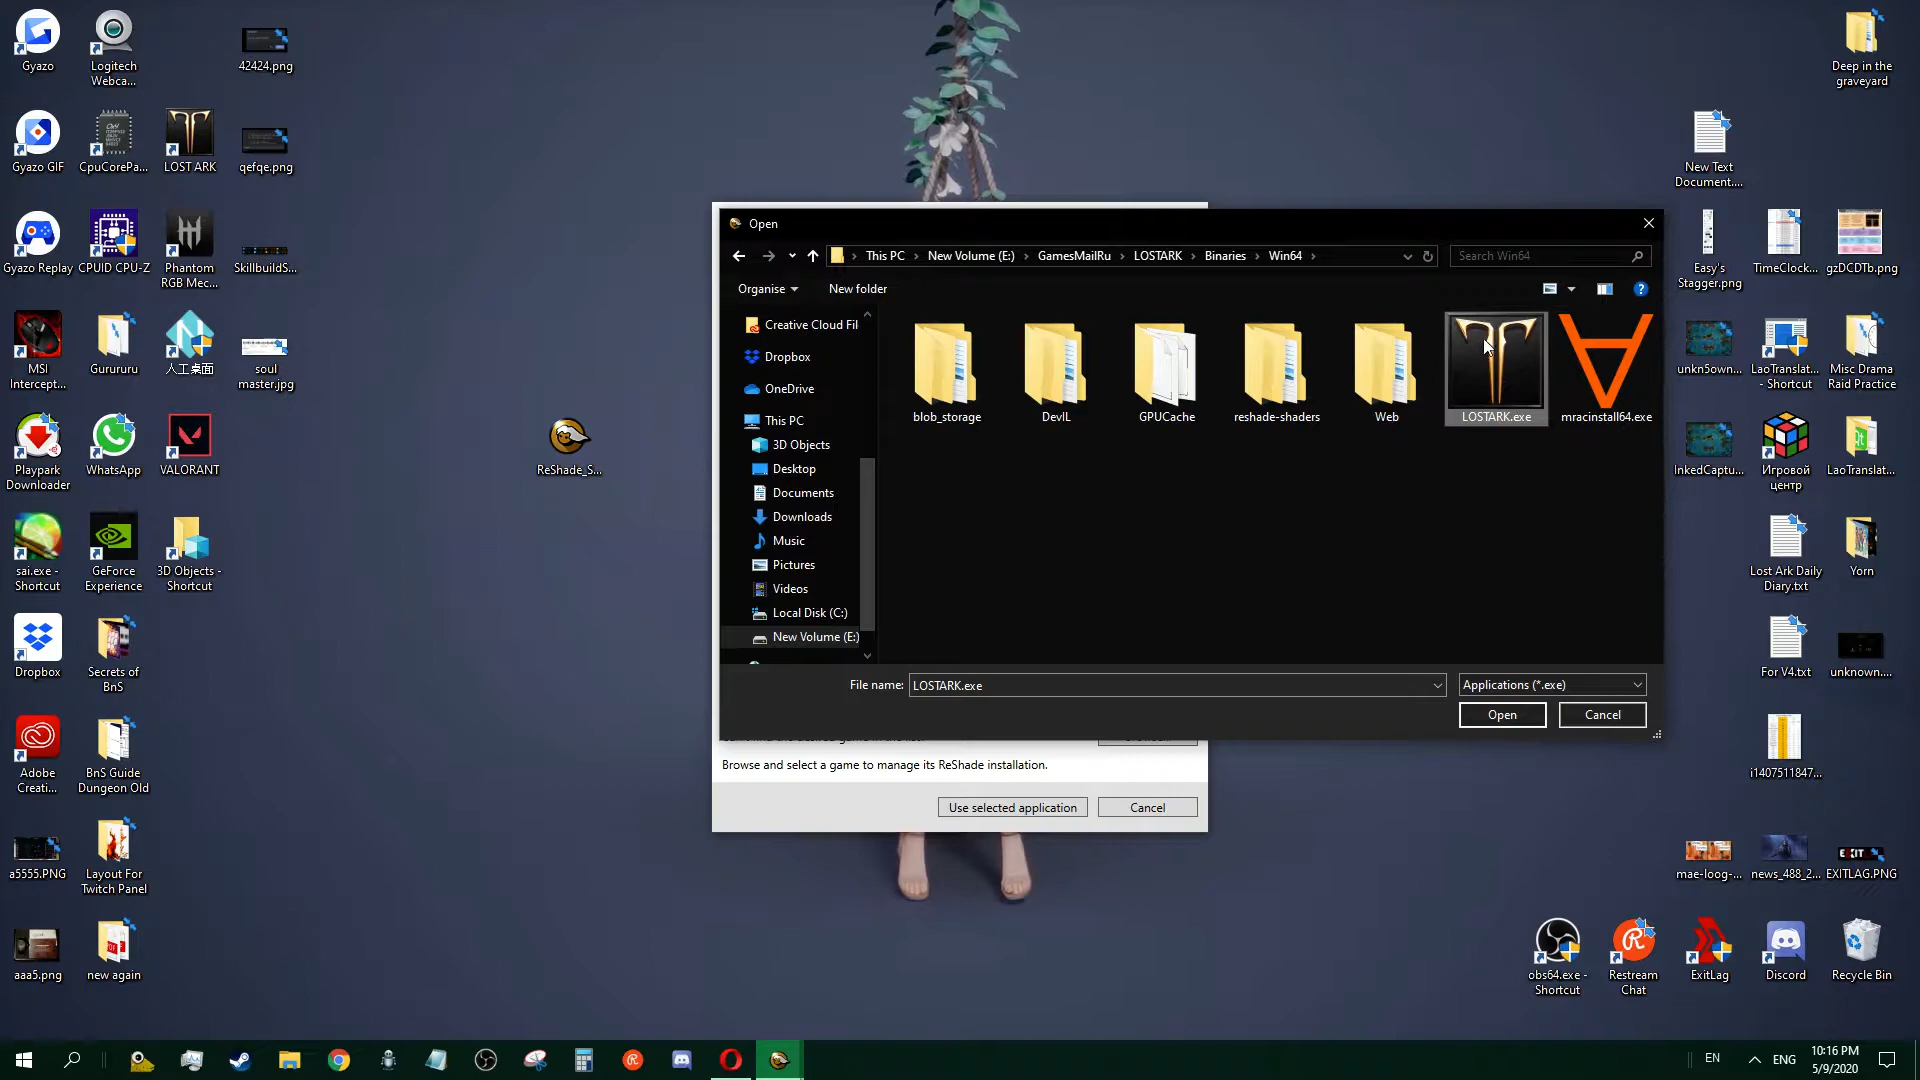 Gyazo
Logitech
Webca...
42424.png
Deep in the
graveyard
Gyazo GIF
CpuCorePa...
LOST ARK
qefqe.png
New Text
Document....
Gyazo Replay
CPUID CPU-Z
Phantom
RGB Mec...
SkillbuildS...
Easy's
Stagger.png
TimeClock...
gzDCDTb.png
MSI
Intercept...
Gurururu
人工桌面
soul
master.jpg
unkn5own...
LaoTranslat...
- Shortcut
Misc Drama
Raid Practice
Playpark
Downloader
WhatsApp
VALORANT
ReShade_S...
InkedCaptu...
Игровой
центр
LaoTranslat...
sai.exe -
Shortcut
GeForce
Experience
3D Objects -
Shortcut
Lost Ark Daily
Diary.txt
Yorn
Dropbox
Secrets of
BnS
For V4.txt
unknown....
Adobe
Creati...
BnS Guide
Dungeon Old
i1407511847...
a5555.PNG
Layout For
Twitch Panel
mae-loog-...
news_488_2...
EXIT
EXITLAG.PNG
aaa5.png
new again
obs64.exe -
Shortcut
Restream
Chat
ExitLag
Discord
Recycle Bin
Open
This PC
New Volume (E:)
GamesMailRu
LOSTARK
Binaries
Win64
Search Win64
Organise
New folder
Creative Cloud Fil
Dropbox
OneDrive
This PC
3D Objects
Desktop
Documents
Downloads
Music
Pictures
Videos
Local Disk (C:)
New Volume (E:)
blob_storage
DevIL
GPUCache
reshade-shaders
Web
LOSTARK.exe
mracinstall64.exe
File name:
LOSTARK.exe
Applications (*.exe)
Open
Cancel
Browse and select a game to manage its ReShade installation.
Use selected application
Cancel
EN
ENG
10:16 PM
5/9/2020